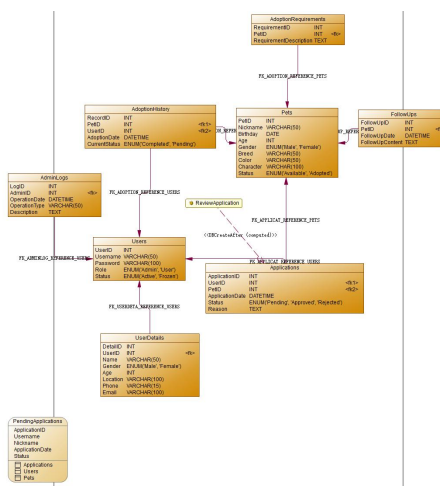 AdoptionRequirements
RequirementID INT
PetID INT <fk>
RequirementDescription TEXT
FK_ADOPTION_REFERENCE_PETS
AdoptionHistory
RecordID INT
PetID INT <fk1>
UserID INT <fk2>
AdoptionDate DATETIME
CurrentStatus ENUM('Completed', 'Pending')
Pets
PetID INT
Nickname VARCHAR(50)
Birthday DATE
Age INT
Gender ENUM('Male', 'Female')
Breed VARCHAR(50)
Color VARCHAR(50)
Character VARCHAR(100)
Status ENUM('Available', 'Adopted')
FollowUps
FollowUpID INT
PetID INT
FollowUpDate DATETIME
FollowUpContent TEXT
AdminLogs
LogID INT
AdminID INT <fk>
OperationDate DATETIME
OperationType VARCHAR(50)
Description TEXT
FK_ADOPTION_REFERENCE_USERS
ReviewApplication
FK_APPLICAT_REFERENCE_PETS
<<DBCreateAfter (computed)>>
Users
UserID INT
Username VARCHAR(50)
Password VARCHAR(100)
Role ENUM('Admin', 'User')
Status ENUM('Active', 'Frozen')
FK_ADMINLOG_REFERENCE_USERS
FK_APPLICAT_REFERENCE_USERS
Applications
ApplicationID INT
UserID INT <fk1>
PetID INT <fk2>
ApplicationDate DATETIME
Status ENUM('Pending', 'Approved', 'Rejected')
Reason TEXT
FK_USERDETA_REFERENCE_USERS
UserDetails
DetailID INT
UserID INT <fk>
Name VARCHAR(50)
Gender ENUM('Male', 'Female')
Age INT
Location VARCHAR(100)
Phone VARCHAR(15)
Email VARCHAR(100)
PendingApplications
ApplicationID
Username
Nickname
ApplicationDate
Status
Applications
Users
Pets